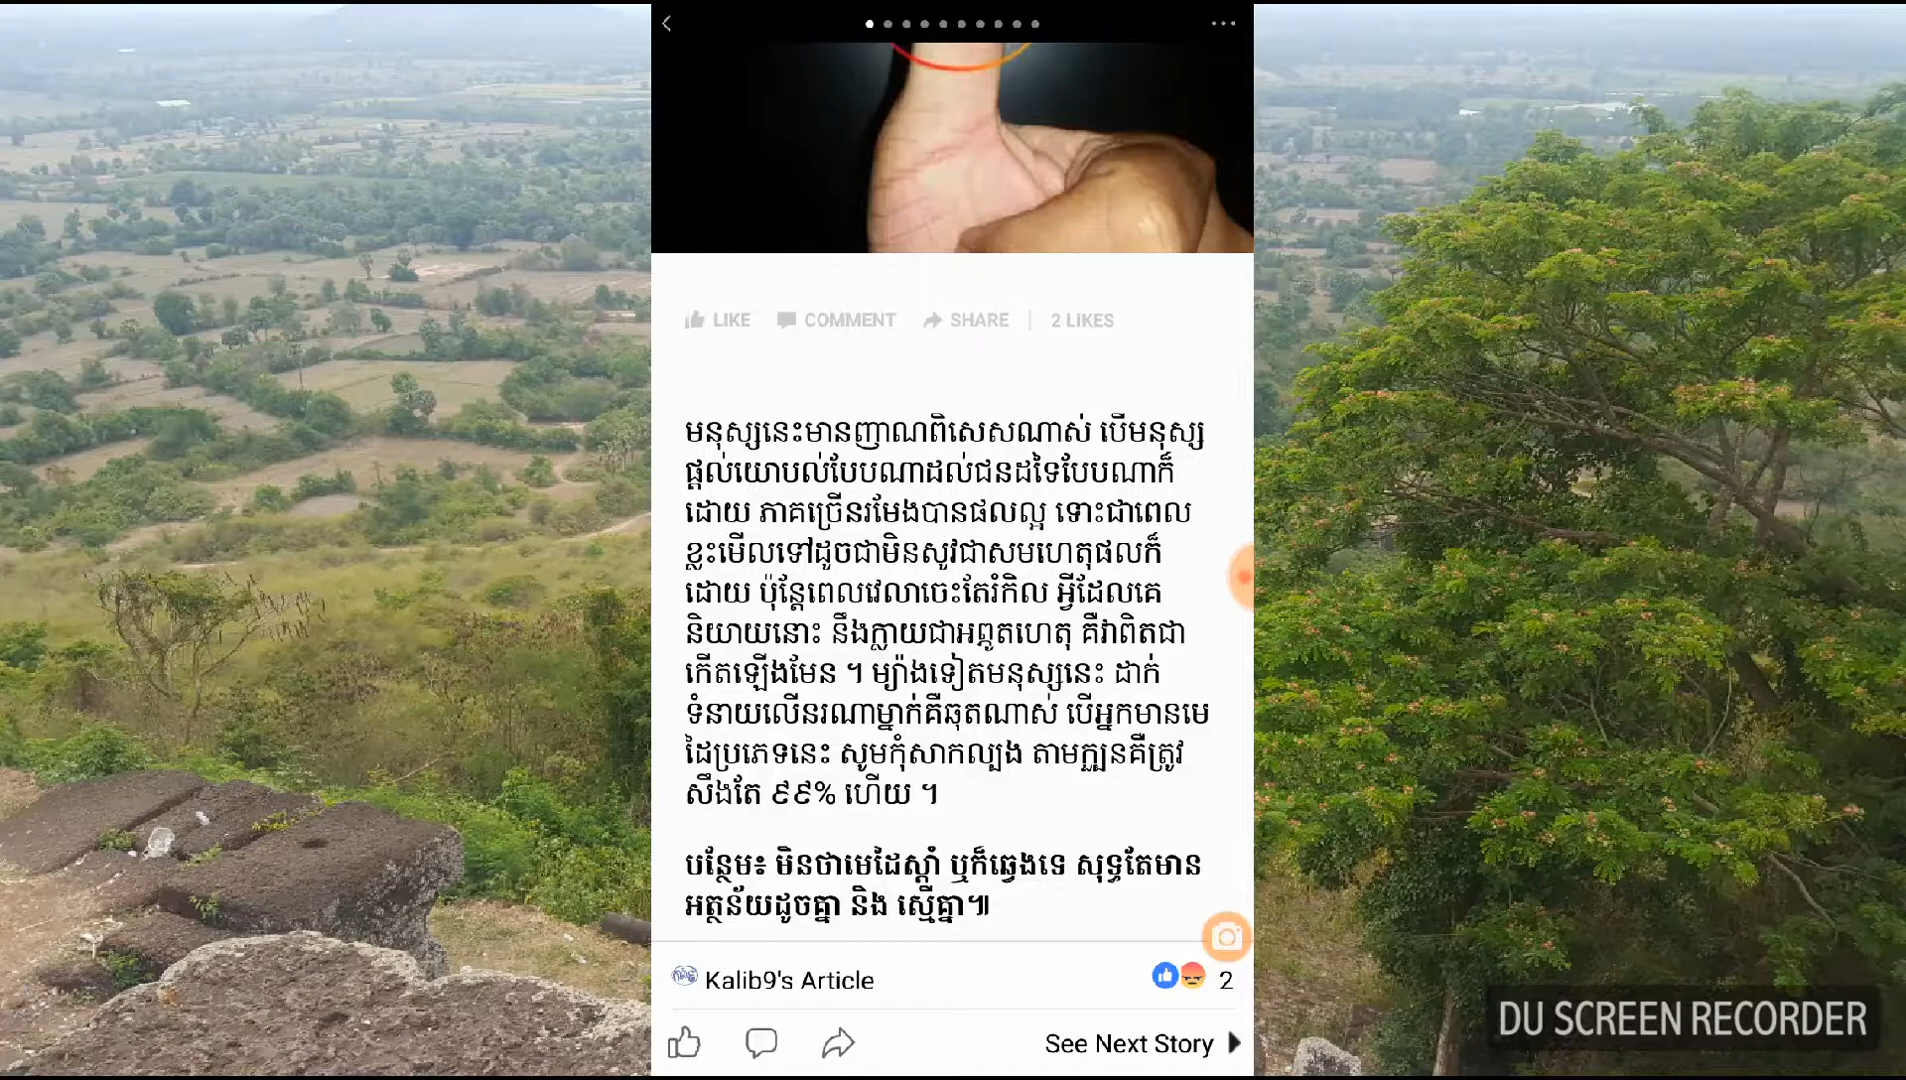 LIKE COMMENT SHARE | 2 LIKES
មនុស្សនេះមានញាណពិសេសណាស់ បើមនុស្ស
ផ្តល់យោបល់បែបណាដល់ជនដទៃបែបណាក៏
ដោយ ភាគច្រើនរមែងបានផលល្អ ទោះជាពេល
ខ្លះមើលទៅដូចជាមិនសូវជាសមហេតុផលក៏
ដោយ ប៉ុន្តែពេលវេលាចេះតែរំកិល អ្វីដែលគេ
និយាយនោះ នឹងក្លាយជាអព្ភូតហេតុ គឺវាពិតជា
កើតឡើងមែន ។ ម្យ៉ាងទៀតមនុស្សនេះ ដាក់
ទំនាយលើនរណាម្នាក់គឺឆុតណាស់ បើអ្នកមានមេ
ដៃប្រភេទនេះ សូមកុំសាកល្បង តាមក្បួនគឺត្រូវ
សឹងតែ ៩៩% ហើយ ។
បន្ថែម៖ មិនថាមេដៃស្តាំ ឬក៏ឆ្វេងទេ សុទ្ធតែមាន
អត្ថន័យដូចគ្នា និង ស្មើគ្នា៕
Kalib9's Article 2
See Next Story
DU SCREEN RECORDER